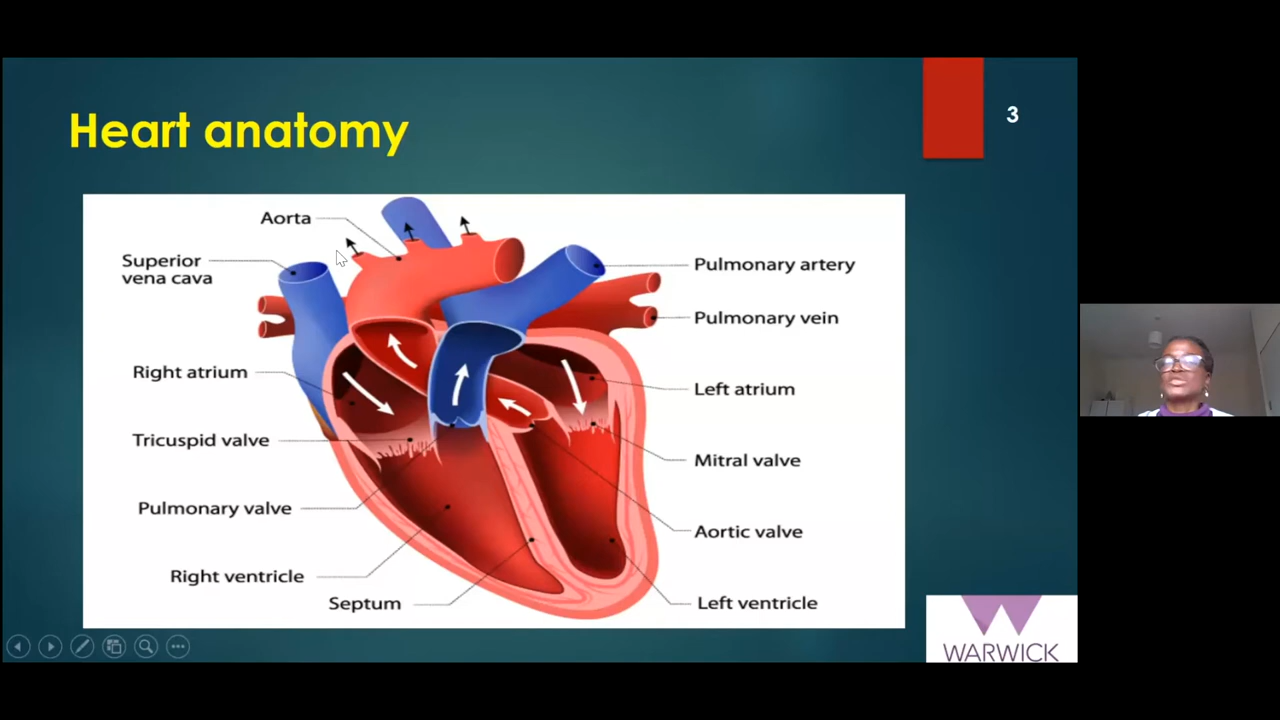 Heart anatomy
3
Aorta
Superior
vena cava
Right atrium
Tricuspid valve
Pulmonary valve
Right ventricle
Septum
Pulmonary artery
Pulmonary vein
Left atrium
Mitral valve
Aortic valve
Left ventricle
WARWICK